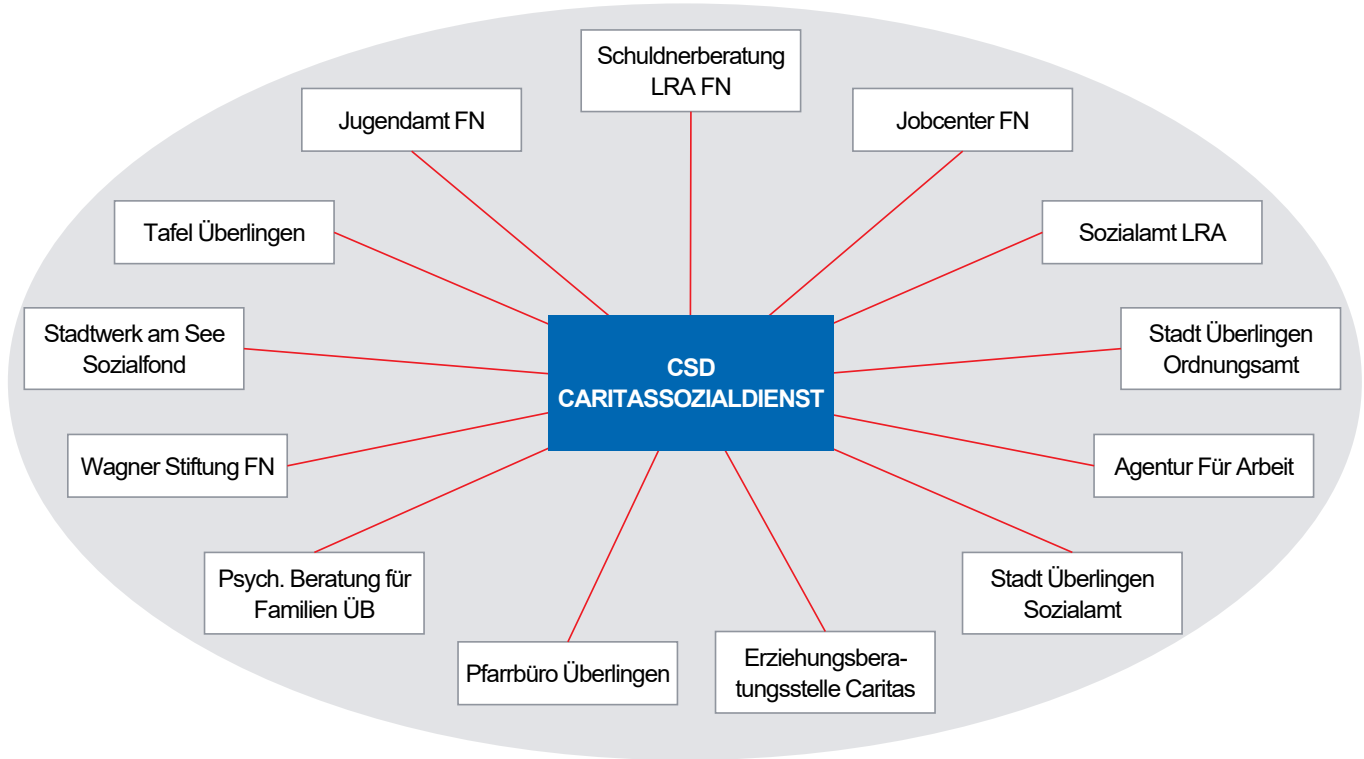 Schuldnerberatung
LRA FN
Jugendamt FN
Jobcenter FN
Tafel Überlingen
Sozialamt LRA
Stadtwerk am See
Sozialfond
Stadt Überlingen
Ordnungsamt
CSD
CARITASSOZIALDIENST
Wagner Stiftung FN
Agentur Für Arbeit
Psych. Beratung für
Familien ÜB
Stadt Überlingen
Sozialamt
Pfarrbüro Überlingen
Erziehungsbera-
tungsstelle Caritas